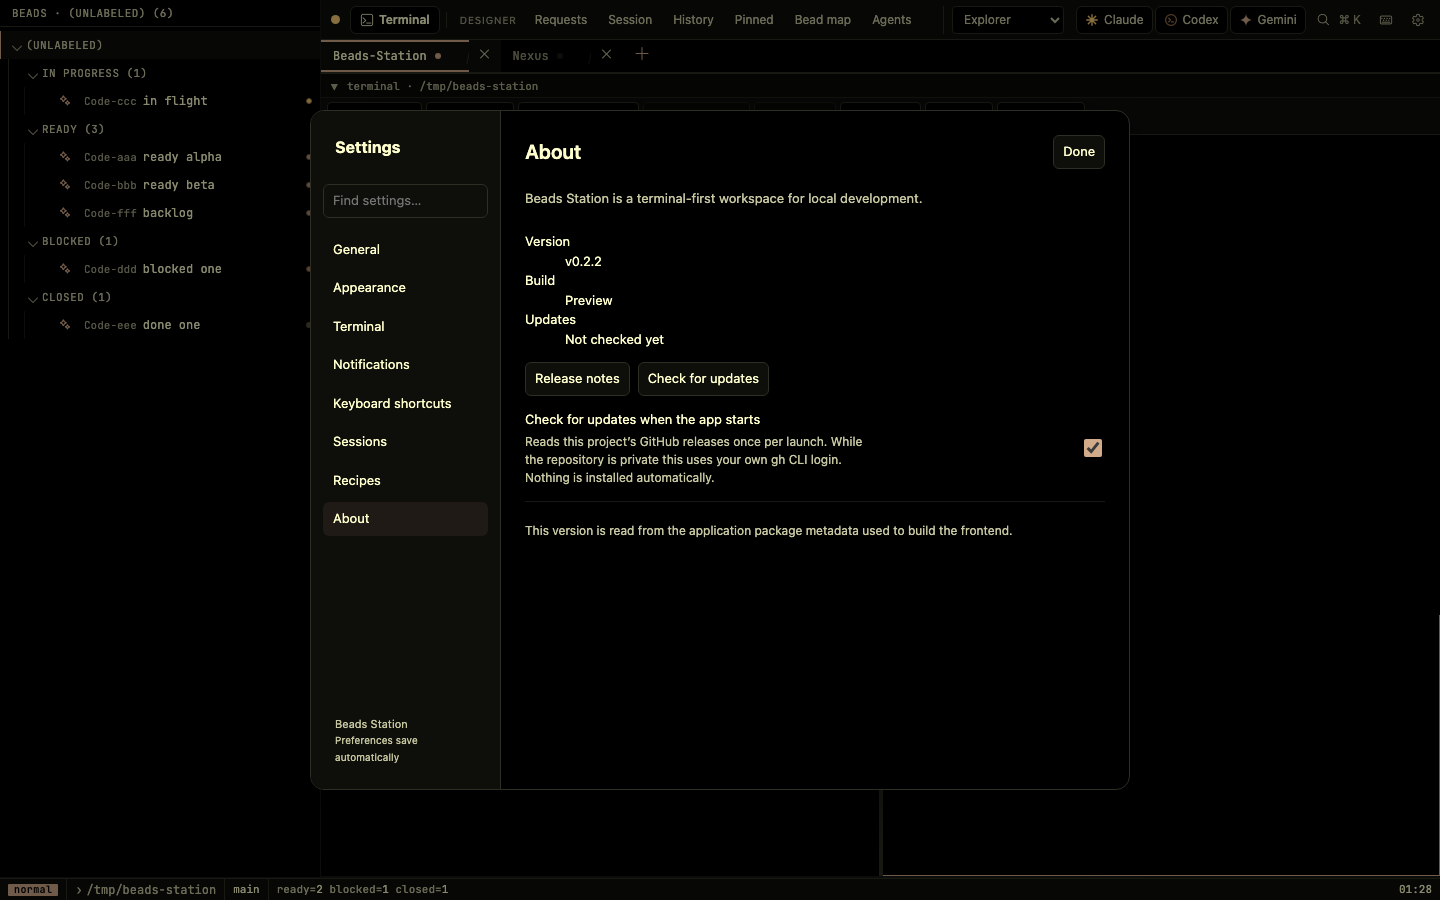 BEADS · (UNLABELED) (6)
(UNLABELED)
IN PROGRESS (1)
Code-ccc in flight
READY (3)
Code-aaa ready alpha
Code-bbb ready beta
Code-fff backlog
BLOCKED (1)
Code-ddd blocked one
CLOSED (1)
Code-eee done one
Terminal
DESIGNER
Requests
Session
History
Pinned
Bead map
Agents
Explorer
Claude
Codex
Gemini
⌘ K
Beads-Station
Nexus
▼ terminal · /tmp/beads-station
Settings
Find settings...
General
Appearance
Terminal
Notifications
Keyboard shortcuts
Sessions
Recipes
About
Beads Station
Preferences save
automatically
About
Done
Beads Station is a terminal-first workspace for local development.
Version
v0.2.2
Build
Preview
Updates
Not checked yet
Release notes
Check for updates
Check for updates when the app starts
Reads this project's GitHub releases once per launch. While
the repository is private this uses your own gh CLI login.
Nothing is installed automatically.
This version is read from the application package metadata used to build the frontend.
normal
❯ /tmp/beads-station
main
ready=2 blocked=1 closed=1
01:28